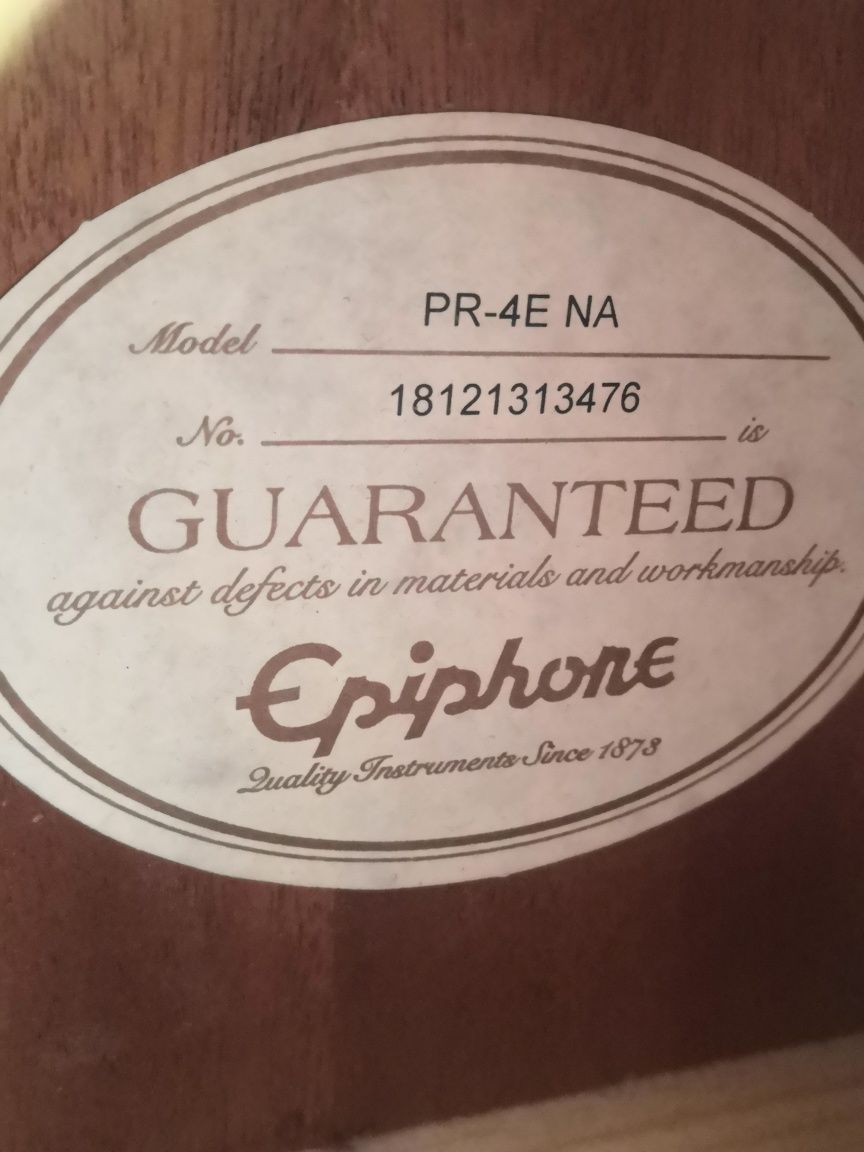 Model PR-4E NA
No. 18121313476 is
GUARANTEED
against defects in materials and workmanship.
Epiphone
Quality Instruments Since 1873